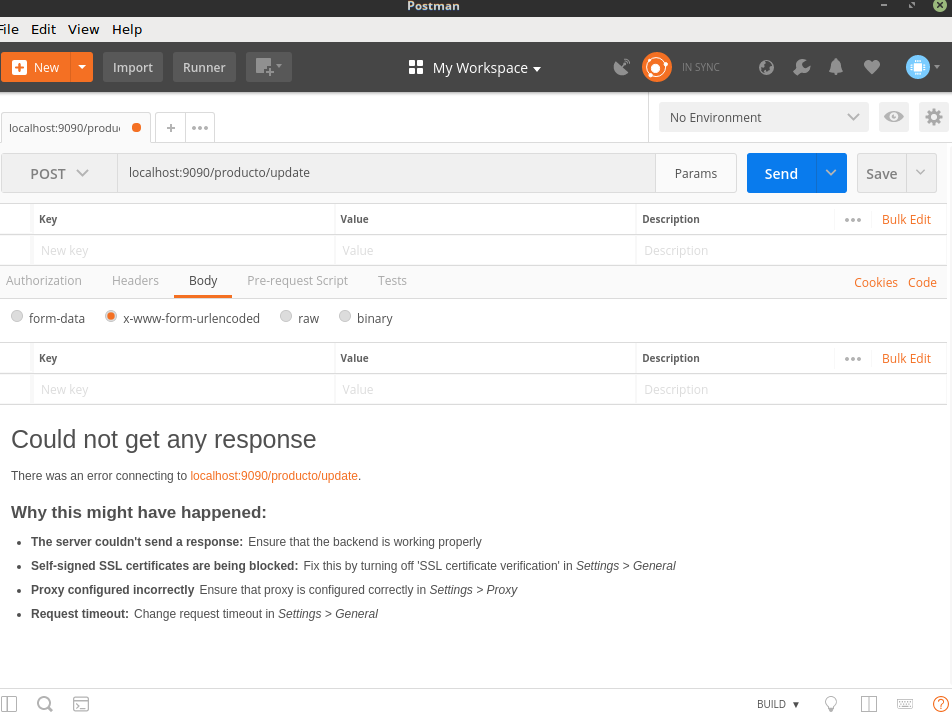 Postman
File Edit View Help
New Import Runner My Workspace IN SYNC
localhost:9090/produ + ••• No Environment
POST localhost:9090/producto/update Params Send Save
Key Value Description ••• Bulk Edit
New key Value Description
Authorization Headers Body Pre-request Script Tests Cookies Code
form-data x-www-form-urlencoded raw binary
Key Value Description ••• Bulk Edit
New key Value Description
Could not get any response
There was an error connecting to localhost:9090/producto/update.
Why this might have happened:
• The server couldn't send a response: Ensure that the backend is working properly
• Self-signed SSL certificates are being blocked: Fix this by turning off 'SSL certificate verification' in Settings > General
• Proxy configured incorrectly Ensure that proxy is configured correctly in Settings > Proxy
• Request timeout: Change request timeout in Settings > General
BUILD ▼ ?